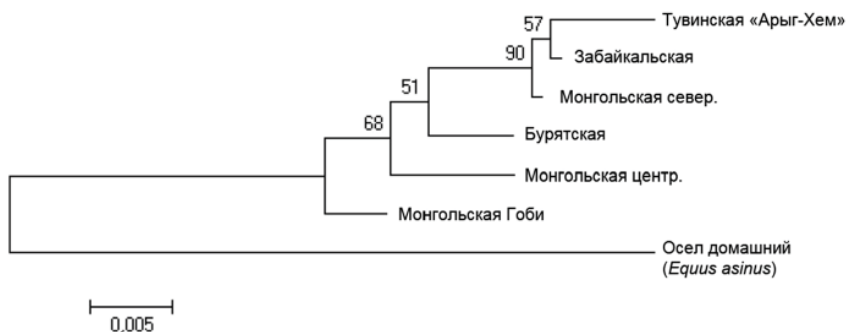 57
Тувинская «Арыг-Хем»
90
Забайкальская
51
Монгольская север.
68
Бурятская
Монгольская центр.
Монгольская Гоби
Осел домашний
(Equus asinus)
0,005